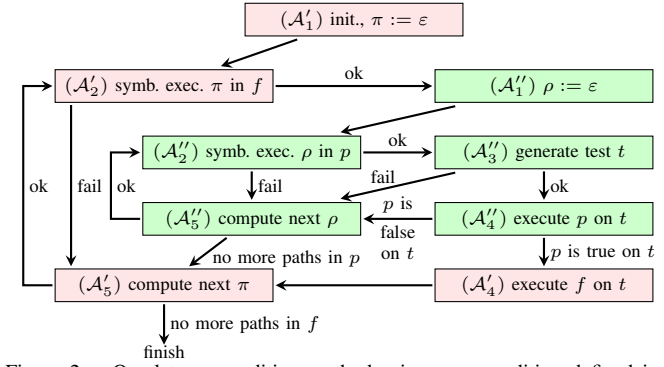 (A′₁) init., π := ε
ok
(A′₂) symb. exec. π in f
(A″₁) ρ := ε
(A″₂) symb. exec. ρ in p
ok
(A″₃) generate test t
ok
fail
ok
fail
fail
ok
(A″₅) compute next ρ
p is
false
on t
(A″₄) execute p on t
no more paths in p
p is true on t
(A′₅) compute next π
(A′₄) execute f on t
no more paths in f
finish